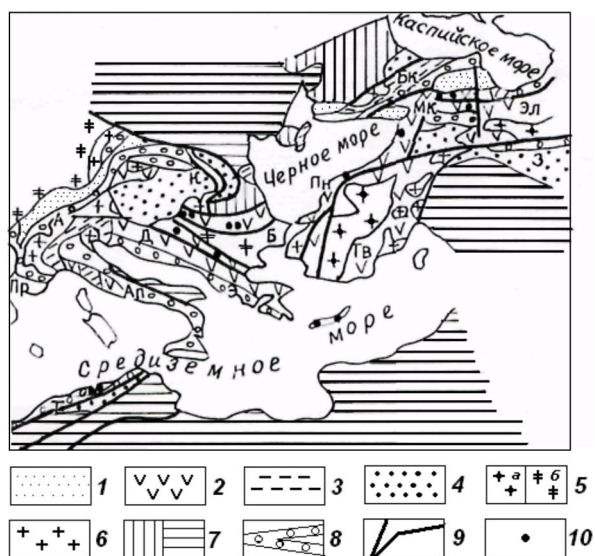 Каспийское море
БК
МК
Эл
Черное море
З
К
Пн
А
Д
Б
Тв
Пр
Ап
Э
море
Средиземное
Т
1
2
3
4
а б 5
6
7
8
9
10